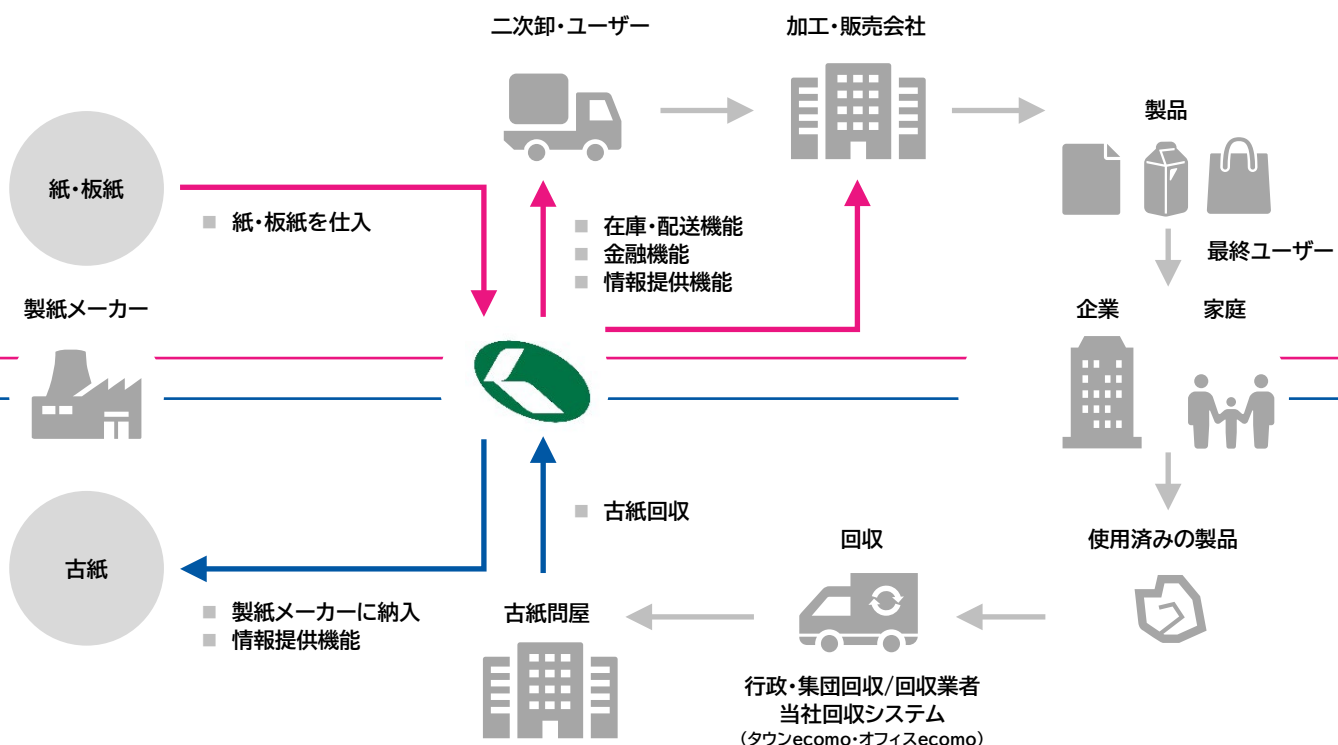 二次卸・ユーザー
加工・販売会社
製品
紙・板紙
紙・板紙を仕入
在庫・配送機能
金融機能
情報提供機能
最終ユーザー
製紙メーカー
企業
家庭
古紙回収
回収
使用済みの製品
古紙
製紙メーカーに納入
情報提供機能
古紙問屋
行政・集団回収/回収業者
当社回収システム
(タウンecomo・オフィスecomo)